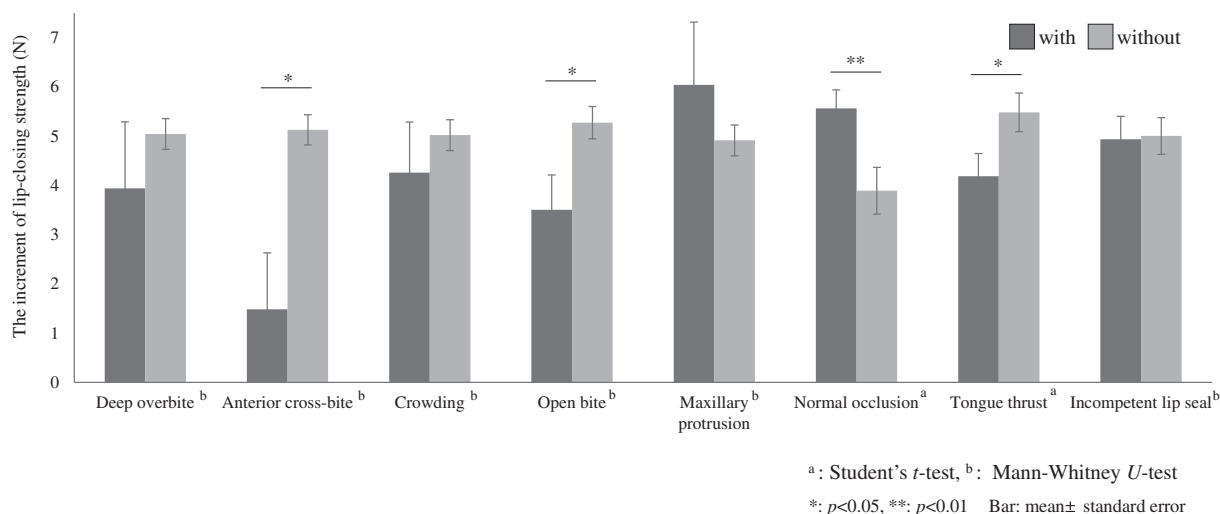 The increment of lip-closing strength (N)
7
6
5
4
3
2
1
0
with without
*
*
**
*
Deep overbite b
Anterior cross-bite b
Crowding b
Open bite b
Maxillary b
protrusion
Normal occlusion a
Tongue thrust a
Incompetent lip seal b
a : Student's t-test, b : Mann-Whitney U-test
*: p<0.05, **: p<0.01 Bar: mean± standard error